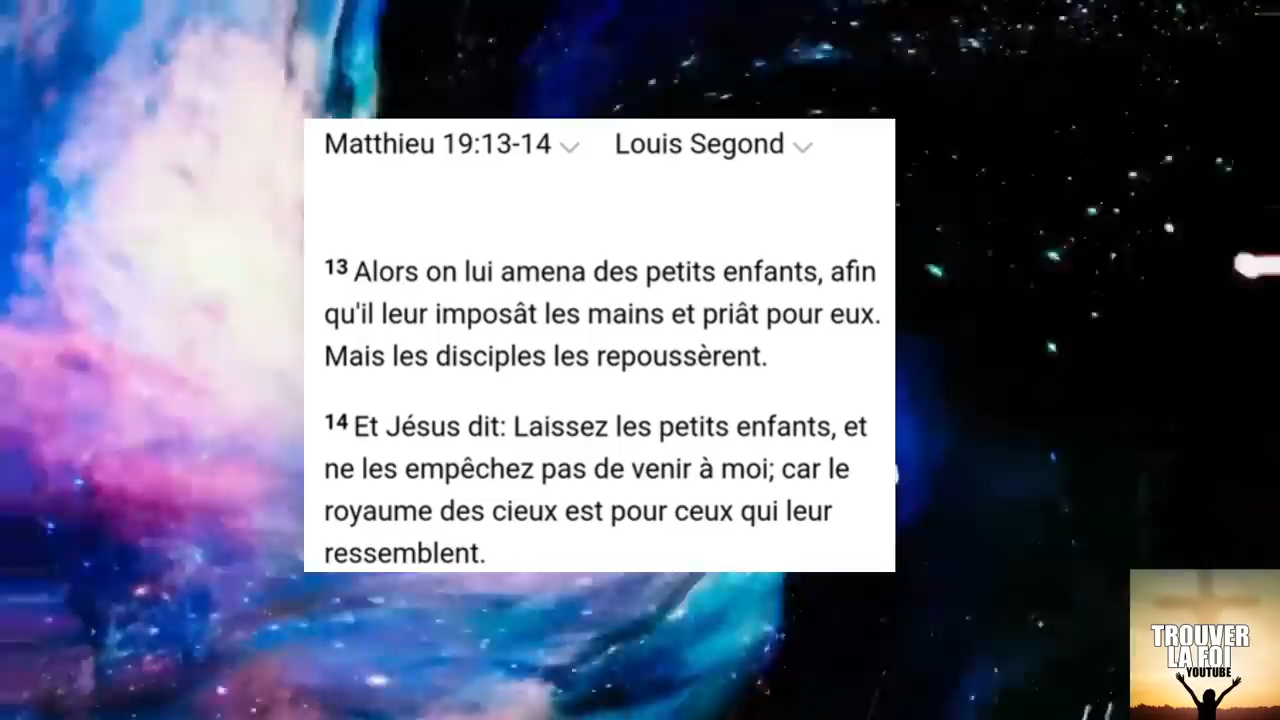 Matthieu 19:13-14 Louis Segond
13 Alors on lui amena des petits enfants, afin
qu'il leur imposât les mains et priât pour eux.
Mais les disciples les repoussèrent.
14 Et Jésus dit: Laissez les petits enfants, et
ne les empêchez pas de venir à moi; car le
royaume des cieux est pour ceux qui leur
ressemblent.
TROUVER
LA FOI
YOUTUBE